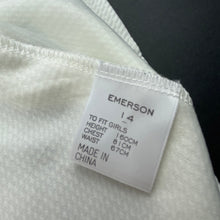 EMERSON
14
TO FIT GIRLS
HEIGHT 160CM
CHEST 81CM
WAIST 67CM
MADE IN
CHINA